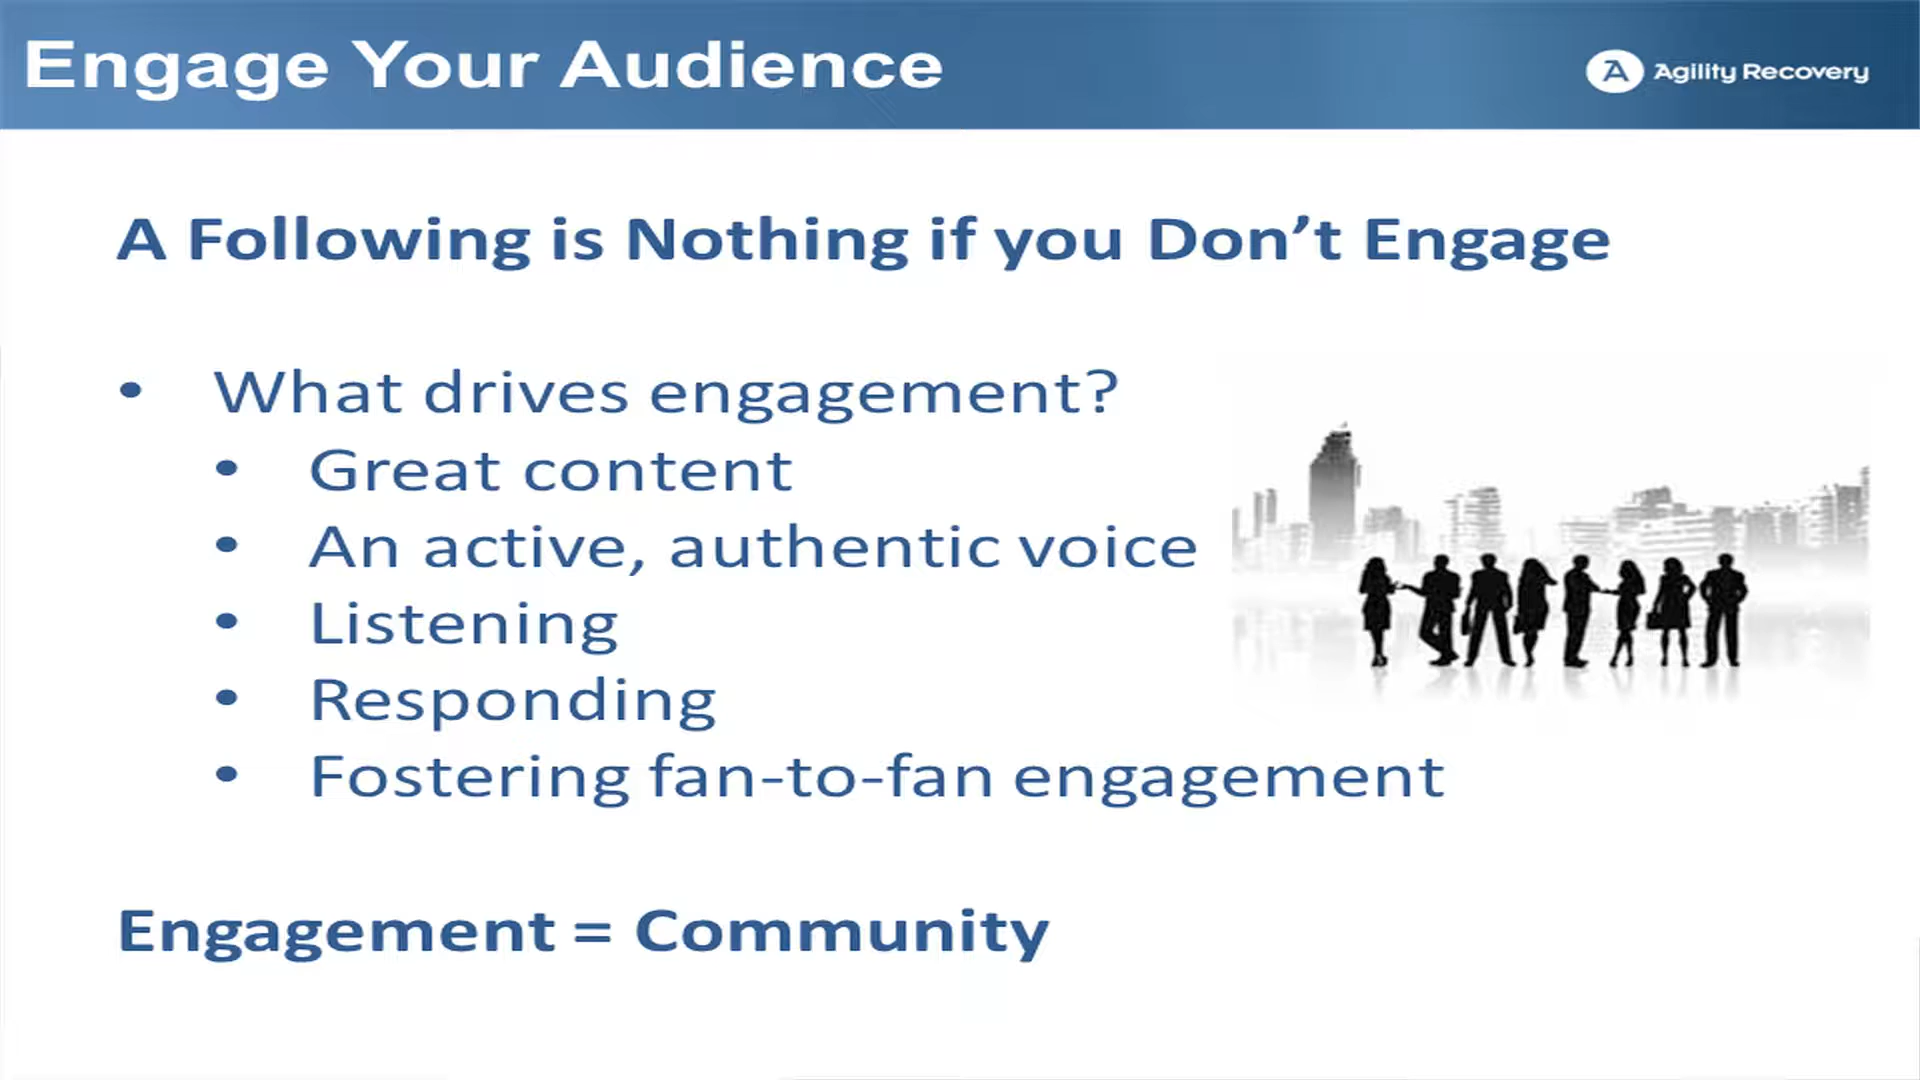 Engage Your Audience
Agility Recovery
A Following is Nothing if you Don’t Engage
• What drives engagement?
• Great content
• An active, authentic voice
• Listening
• Responding
• Fostering fan-to-fan engagement
Engagement = Community